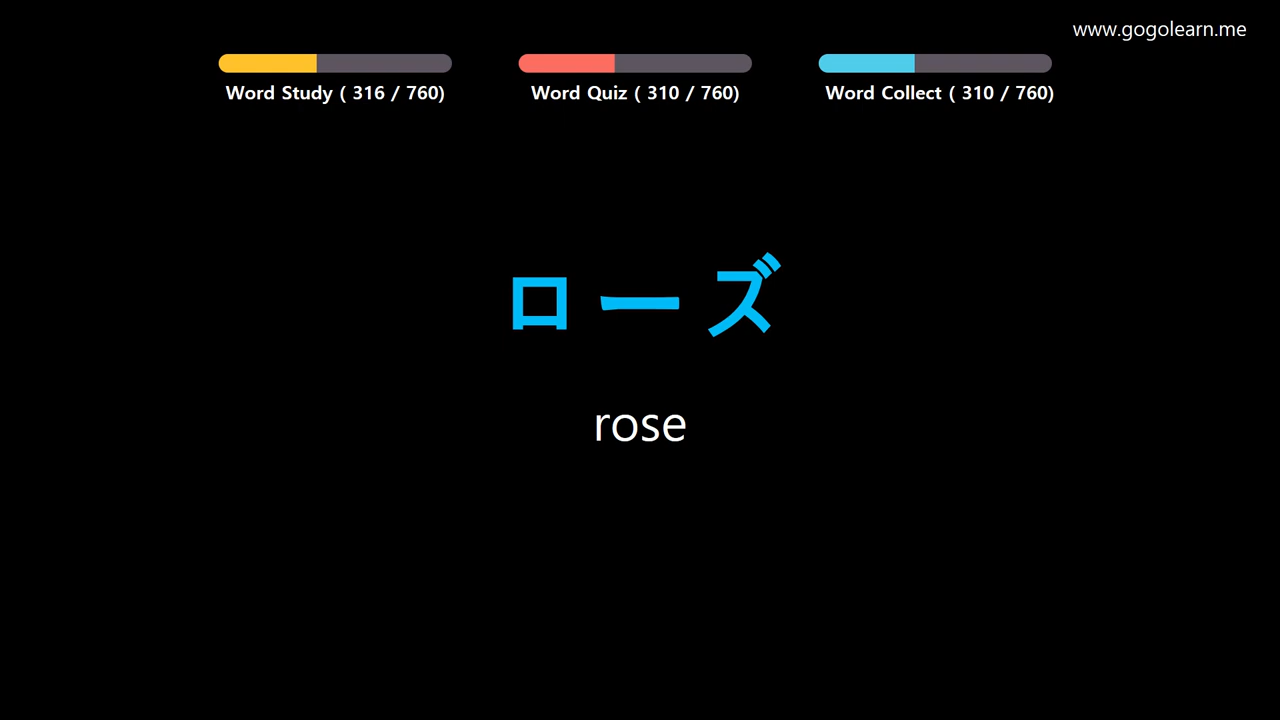 www.gogolearn.me
Word Study ( 316 / 760)
Word Quiz ( 310 / 760)
Word Collect ( 310 / 760)
ローズ
rose